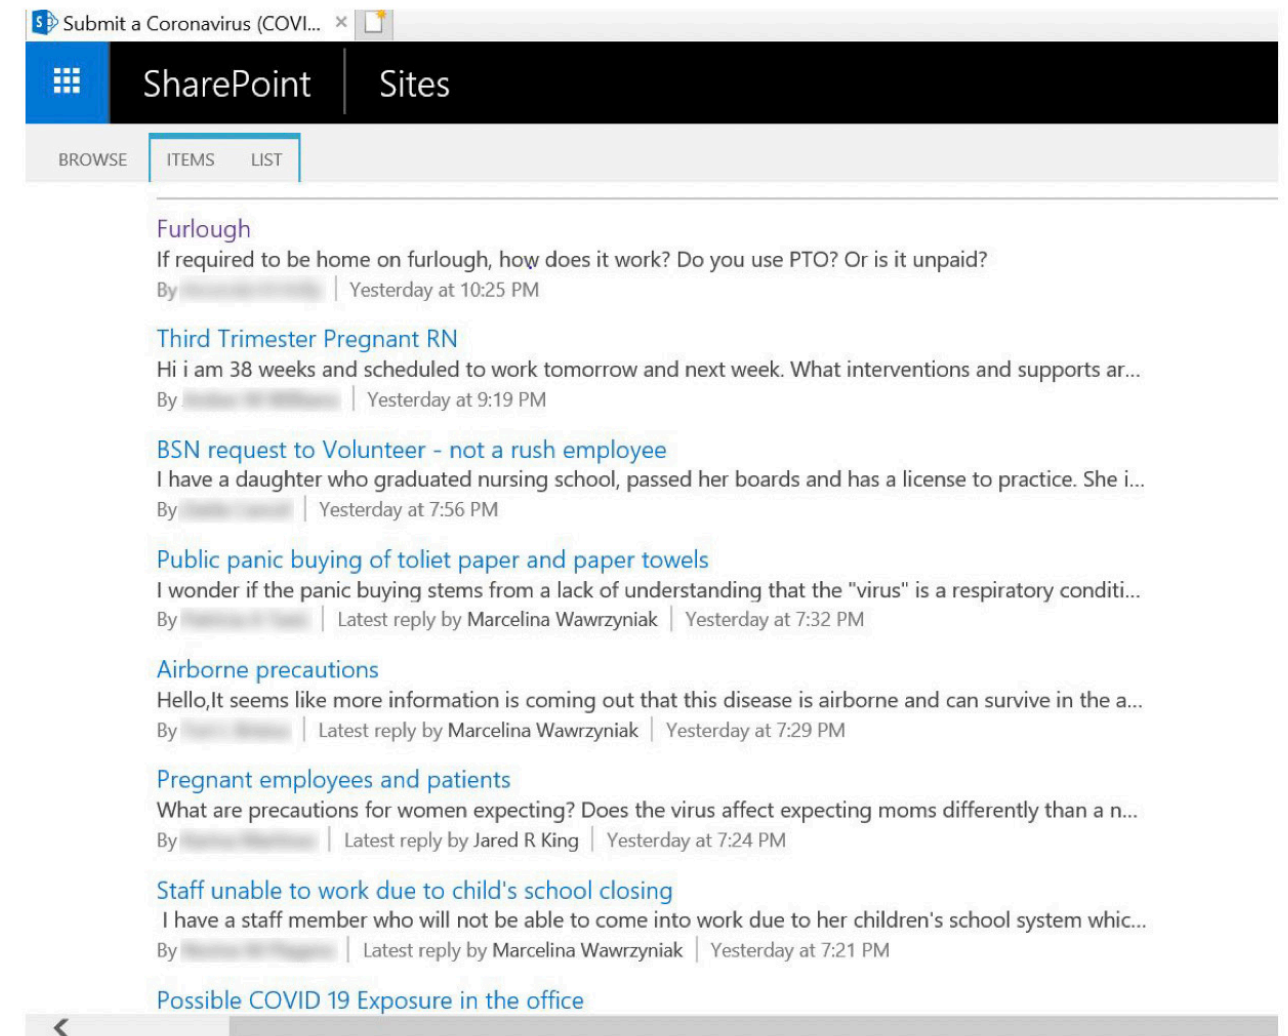 Submit a Coronavirus (COVI...
SharePoint
Sites
BROWSE
ITEMS
LIST
Furlough
If required to be home on furlough, how does it work? Do you use PTO? Or is it unpaid?
By
Yesterday at 10:25 PM
Third Trimester Pregnant RN
Hi i am 38 weeks and scheduled to work tomorrow and next week. What interventions and supports ar...
By
Yesterday at 9:19 PM
BSN request to Volunteer - not a rush employee
I have a daughter who graduated nursing school, passed her boards and has a license to practice. She i...
By
Yesterday at 7:56 PM
Public panic buying of toliet paper and paper towels
I wonder if the panic buying stems from a lack of understanding that the "virus" is a respiratory conditi...
By
Latest reply by Marcelina Wawrzyniak
Yesterday at 7:32 PM
Airborne precautions
Hello,It seems like more information is coming out that this disease is airborne and can survive in the a...
By
Latest reply by Marcelina Wawrzyniak
Yesterday at 7:29 PM
Pregnant employees and patients
What are precautions for women expecting? Does the virus affect expecting moms differently than a n...
By
Latest reply by Jared R King
Yesterday at 7:24 PM
Staff unable to work due to child's school closing
I have a staff member who will not be able to come into work due to her children's school system whic...
By
Latest reply by Marcelina Wawrzyniak
Yesterday at 7:21 PM
Possible COVID 19 Exposure in the office